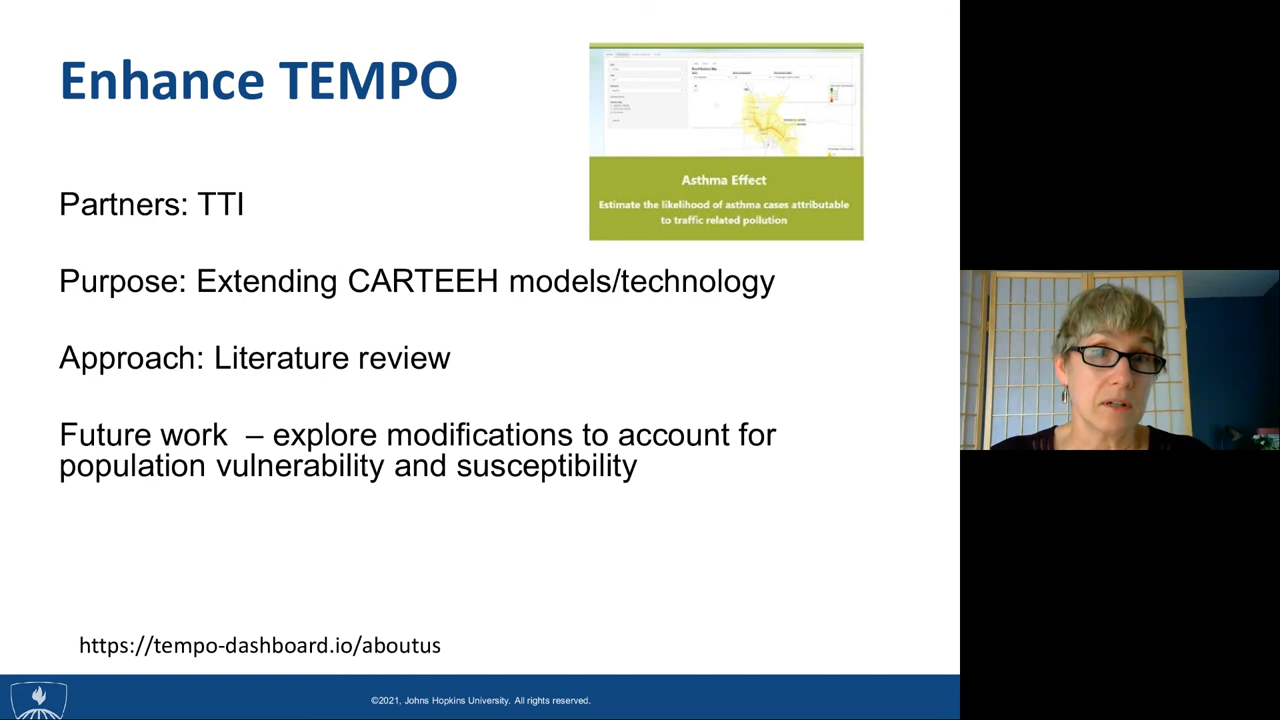 Enhance TEMPO
Asthma Effect
Estimate the likelihood of asthma cases attributable
to traffic related pollution
Partners: TTI
Purpose: Extending CARTEEH models/technology
Approach: Literature review
Future work – explore modifications to account for
population vulnerability and susceptibility
https://tempo-dashboard.io/aboutus
©2021, Johns Hopkins University. All rights reserved.